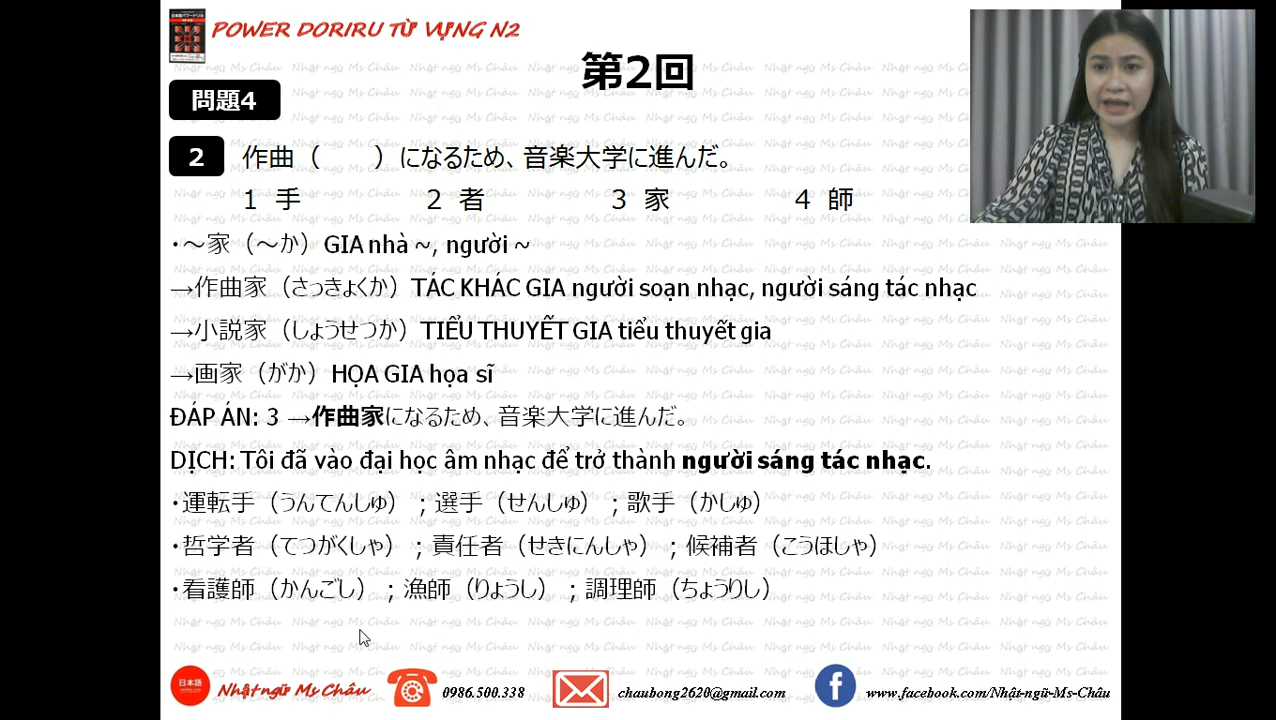 POWER DORIRU TỪ VỰNG N2
第2回
問題4
2 作曲（　　）になるため、音楽大学に進んだ。
1 手 2 者 3 家 4 師
・～家（～か）GIA nhà ~, người ~
→作曲家（さっきょくか）TÁC KHÁC GIA người soạn nhạc, người sáng tác nhạc
→小説家（しょうせつか）TIỂU THUYẾT GIA tiểu thuyết gia
→画家（がか）HỌA GIA họa sĩ
ĐÁP ÁN: 3 →作曲家になるため、音楽大学に進んだ。
DỊCH: Tôi đã vào đại học âm nhạc để trở thành người sáng tác nhạc.
・運転手（うんてんしゅ）；選手（せんしゅ）；歌手（かしゅ）
・哲学者（てつがくしゃ）；責任者（せきにんしゃ）；候補者（こうほしゃ）
・看護師（かんごし）；漁師（りょうし）；調理師（ちょうりし）
日本語 Nhật ngữ Ms Châu 0986.500.338 chaubong2620@gmail.com www.facebook.com/Nhật-ngữ-Ms-Châu